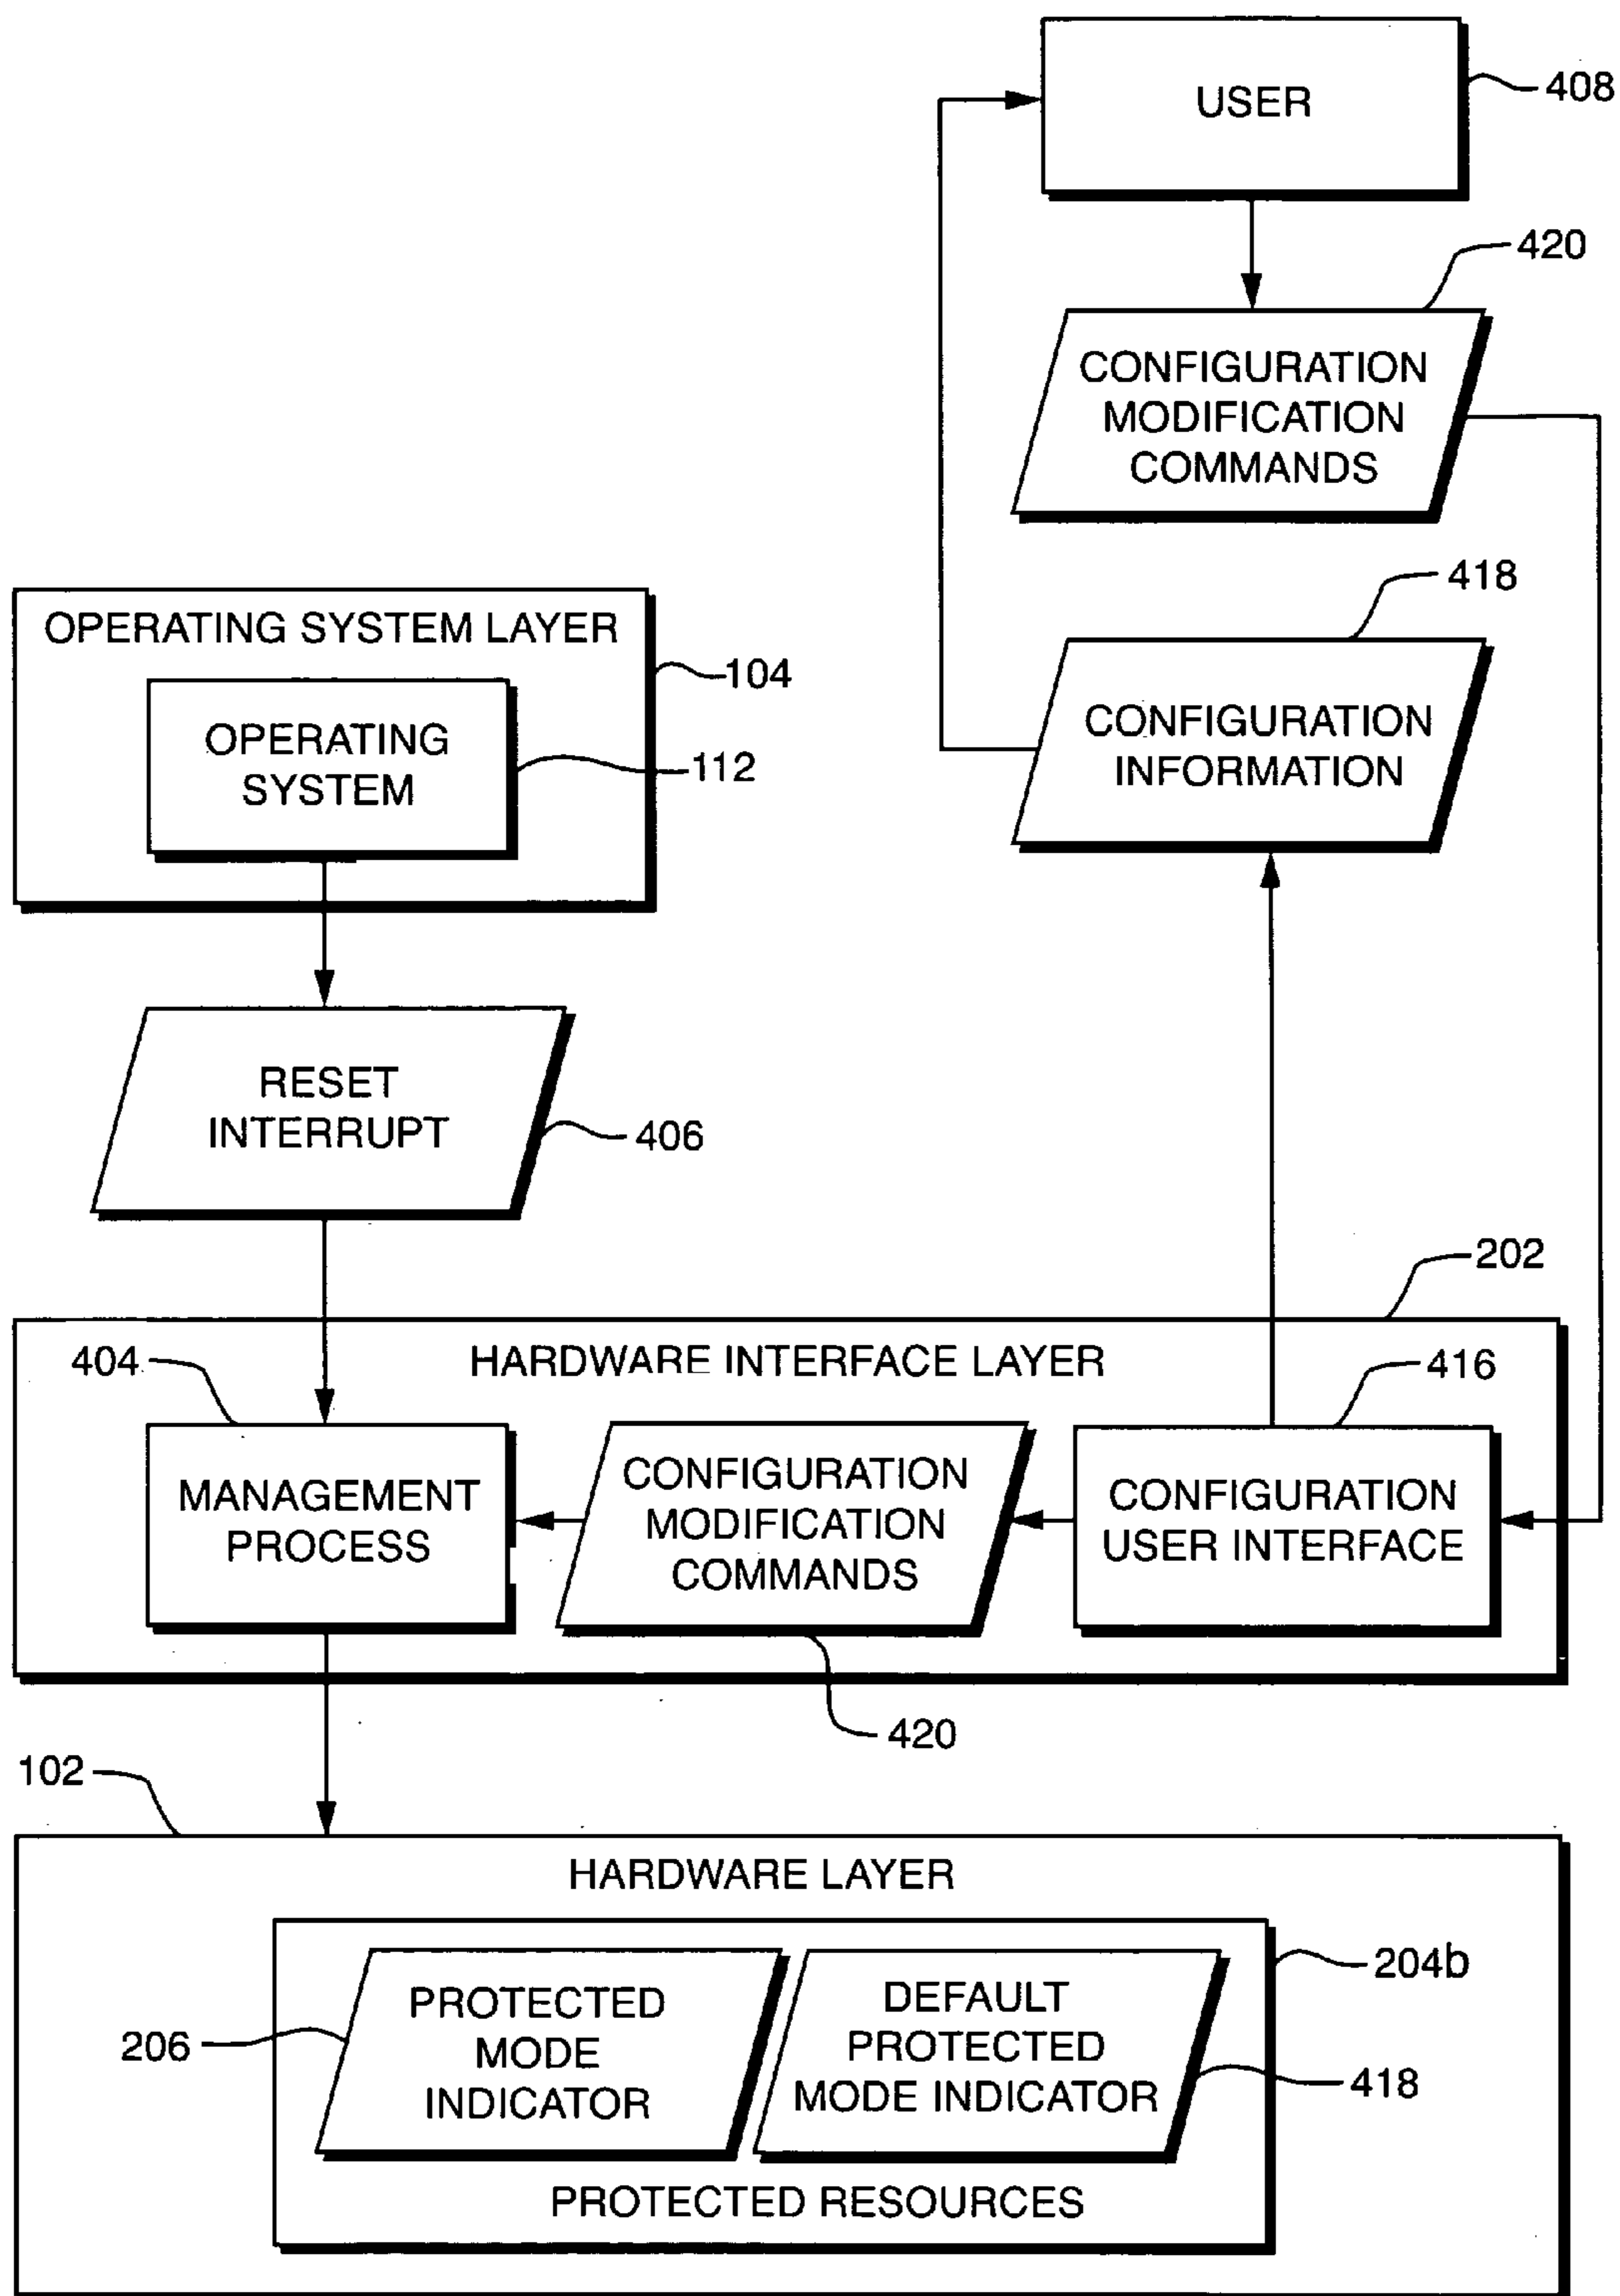 USER
408
420
CONFIGURATION
MODIFICATION
COMMANDS
418
CONFIGURATION
INFORMATION
OPERATING SYSTEM LAYER
104
OPERATING
SYSTEM
112
RESET
INTERRUPT
406
202
HARDWARE INTERFACE LAYER
404
416
MANAGEMENT
PROCESS
CONFIGURATION
MODIFICATION
COMMANDS
CONFIGURATION
USER INTERFACE
420
102
HARDWARE LAYER
204b
PROTECTED
MODE
INDICATOR
206
DEFAULT
PROTECTED
MODE INDICATOR
418
PROTECTED RESOURCES